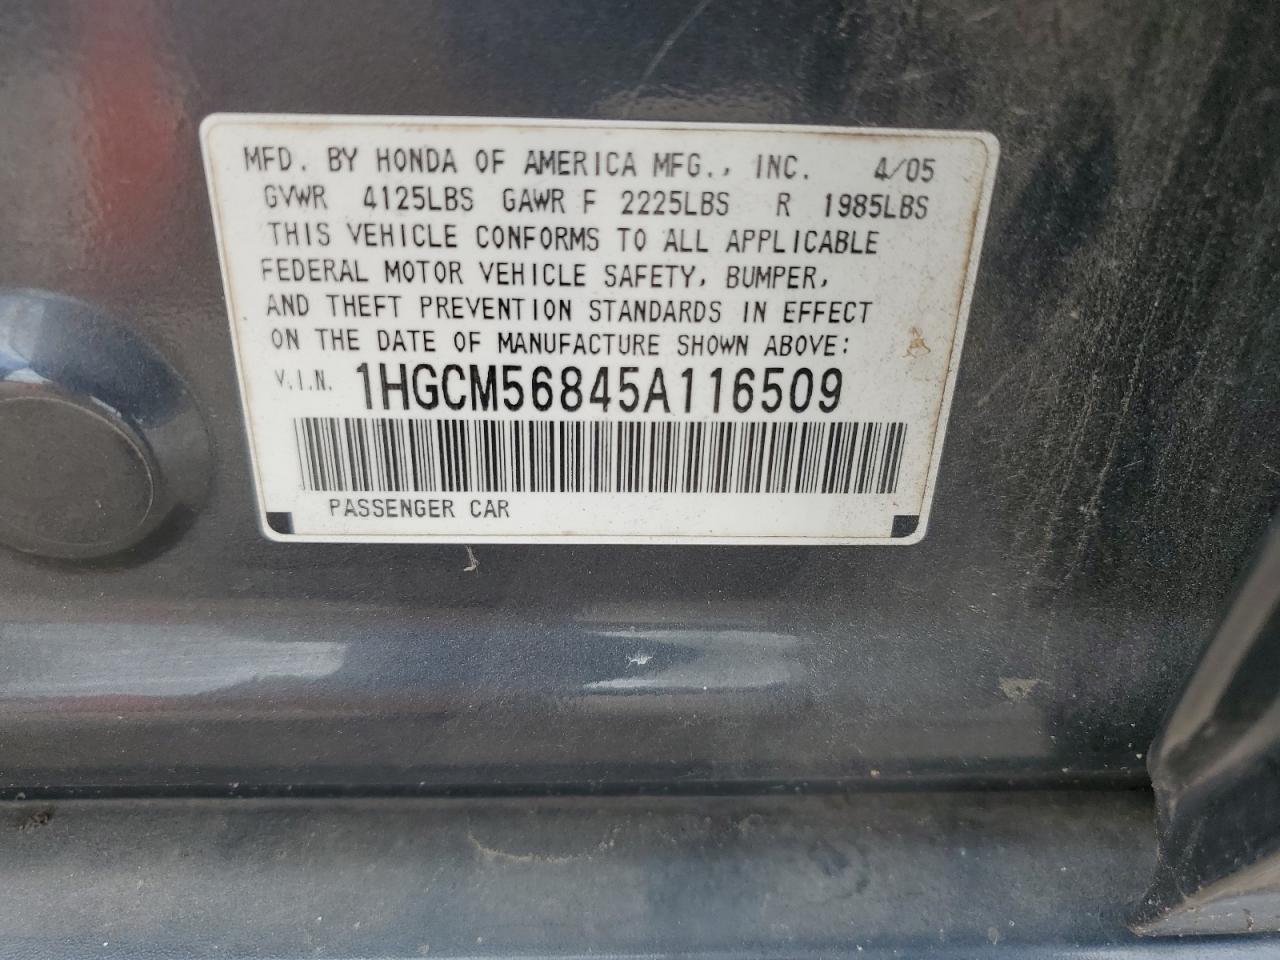 MFD. BY HONDA OF AMERICA MFG., INC. 4/05
GVWR 4125LBS GAWR F 2225LBS R 1985LBS
THIS VEHICLE CONFORMS TO ALL APPLICABLE
FEDERAL MOTOR VEHICLE SAFETY, BUMPER,
AND THEFT PREVENTION STANDARDS IN EFFECT
ON THE DATE OF MANUFACTURE SHOWN ABOVE:
V.I.N. 1HGCM56845A116509
PASSENGER CAR